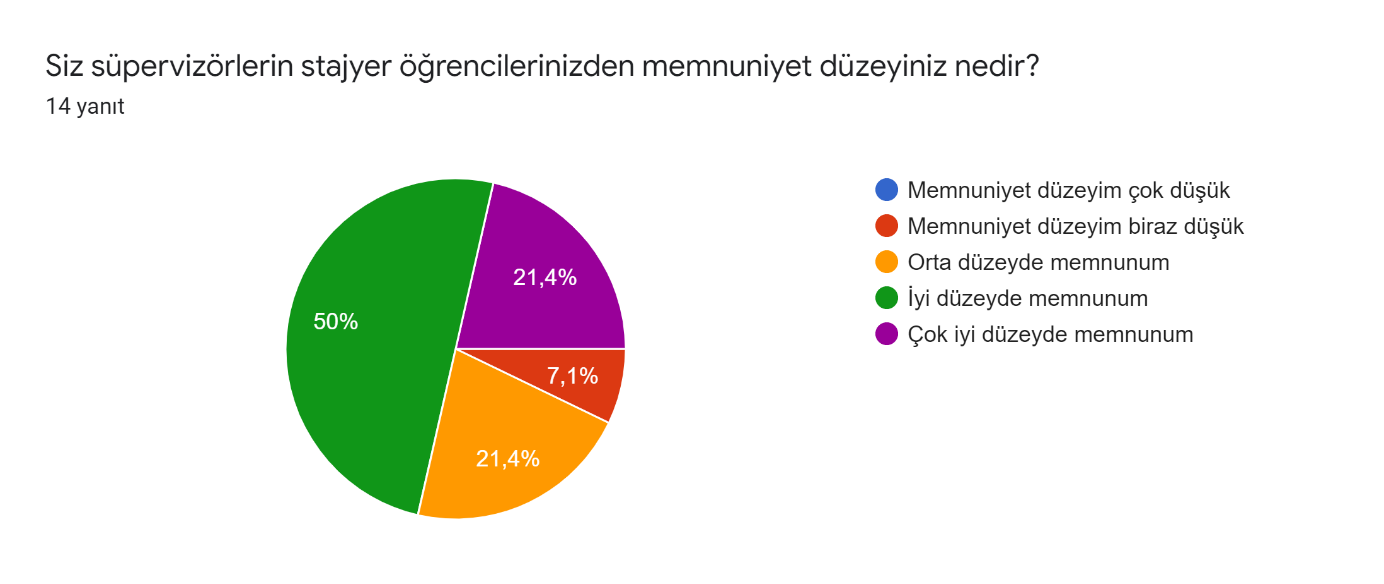 Siz süpervizörlerin stajyer öğrencilerinizden memnuniyet düzeyiniz nedir?
14 yanıt
Memnuniyet düzeyim çok düşük
Memnuniyet düzeyim biraz düşük
Orta düzeyde memnunum
İyi düzeyde memnunum
Çok iyi düzeyde memnunum
21,4%
50%
7,1%
21,4%